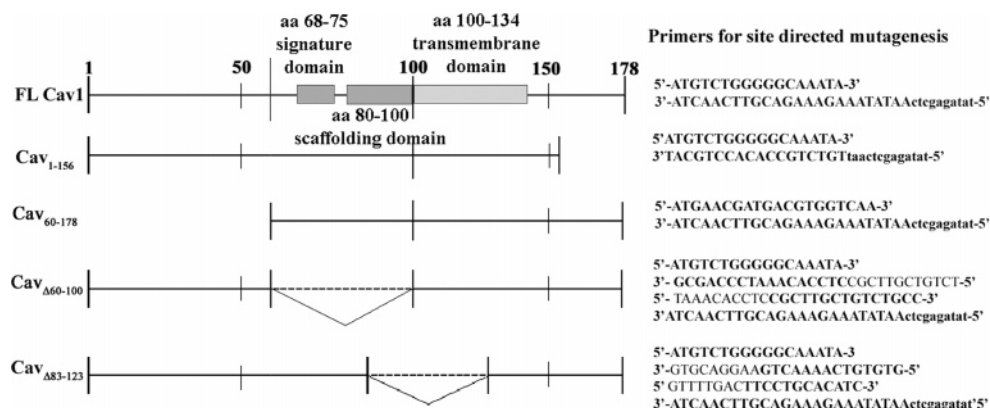 aa 68-75 aa 100-134
signature transmembrane Primers for site directed mutagenesis
domain domain
1 50 100 150 178
FL Cav1
5'-ATGTCTGGGGGCAAATA-3'
3'-ATCAACTTGCAGAAAGAAATATAActcgagatat-5'
aa 80-100
scaffolding domain
Cav1-156
5'ATGTCTGGGGGCAAATA-3'
3'TACGTCCACACCGTCTGTtaactcgagatat-5'
Cav60-178
5'-ATGAACGATGACGTGGTCAA-3'
3'-ATCAACTTGCAGAAAGAAATATAActcgagatat-5'
CavΔ60-100
5'-ATGTCTGGGGGCAAATA-3'
3'- GCGACCCTAAACACCTCCGCTTGCTGTCT-5'
5'- TAAACACCTCCGCTTGCTGTCTGCC-3'
3'ATCAACTTGCAGAAAGAAATATAActcgagatat-5'
CavΔ83-123
5'-ATGTCTGGGGGCAAATA-3
3'-GTGCAGGAAGTCAAAACTGTGTG-5'
5' GTTTTGACTTCCTGCACATC-3'
3'-ATCAACTTGCAGAAAGAAATATAActcgagatat'5'